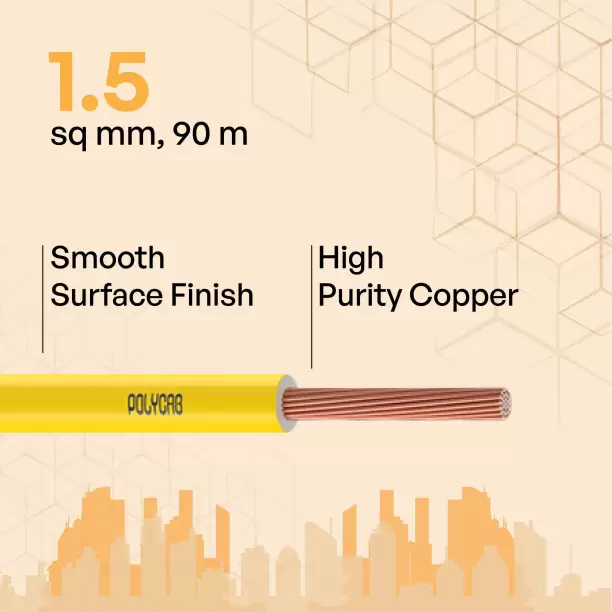 1.5
sq mm, 90 m
Smooth
Surface Finish
High
Purity Copper
POLYCAB